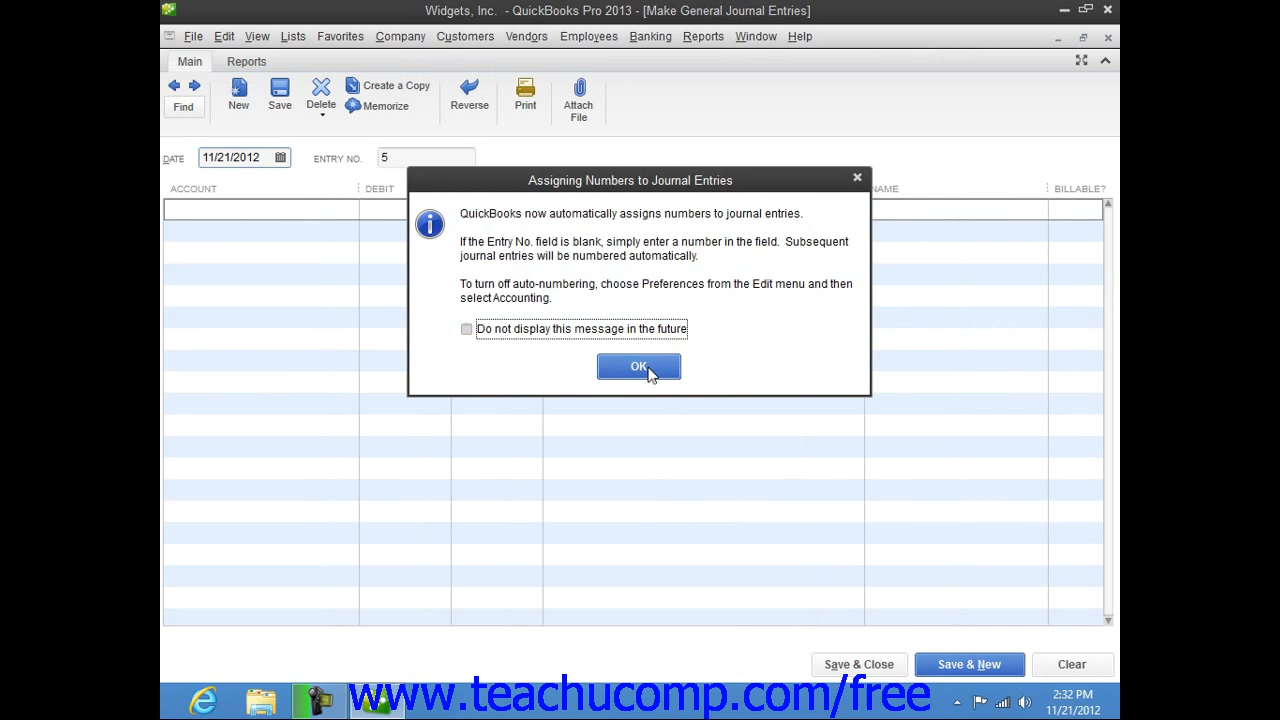 Widgets, Inc. - QuickBooks Pro 2013 - [Make General Journal Entries]
File Edit View Lists Favorites Company Customers Vendors Employees Banking Reports Window Help
Main Reports
Find New Save Delete Create a Copy Memorize Reverse Print Attach File
DATE 11/21/2012 ENTRY NO. 5
ACCOUNT DEBIT NAME BILLABLE?
Assigning Numbers to Journal Entries
QuickBooks now automatically assigns numbers to journal entries.
If the Entry No. field is blank, simply enter a number in the field. Subsequent
journal entries will be numbered automatically.
To turn off auto-numbering, choose Preferences from the Edit menu and then
select Accounting.
Do not display this message in the future
OK
Save & Close Save & New Clear
www.teachucomp.com/free
2:32 PM
11/21/2012